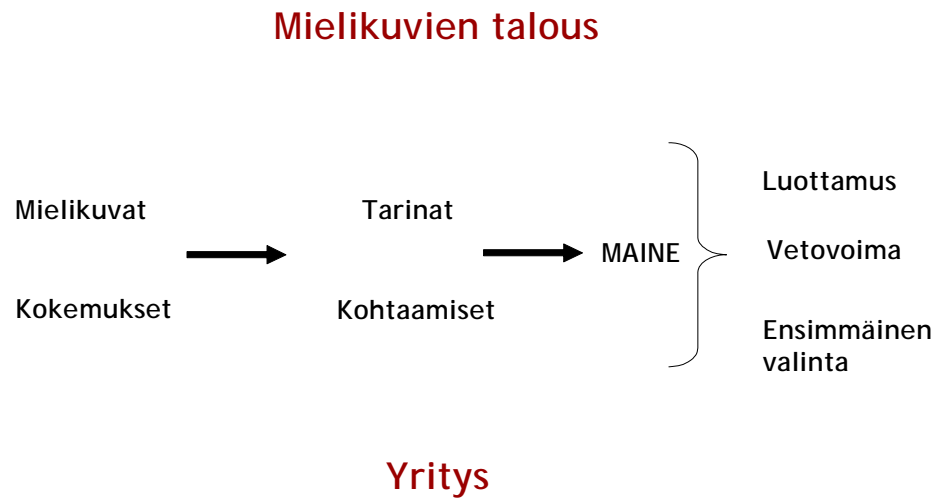 Mielikuvien talous
Mielikuvat
Kokemukset
Tarinat
Kohtaamiset
MAINE
Luottamus
Vetovoima
Ensimmäinen
valinta
Yritys